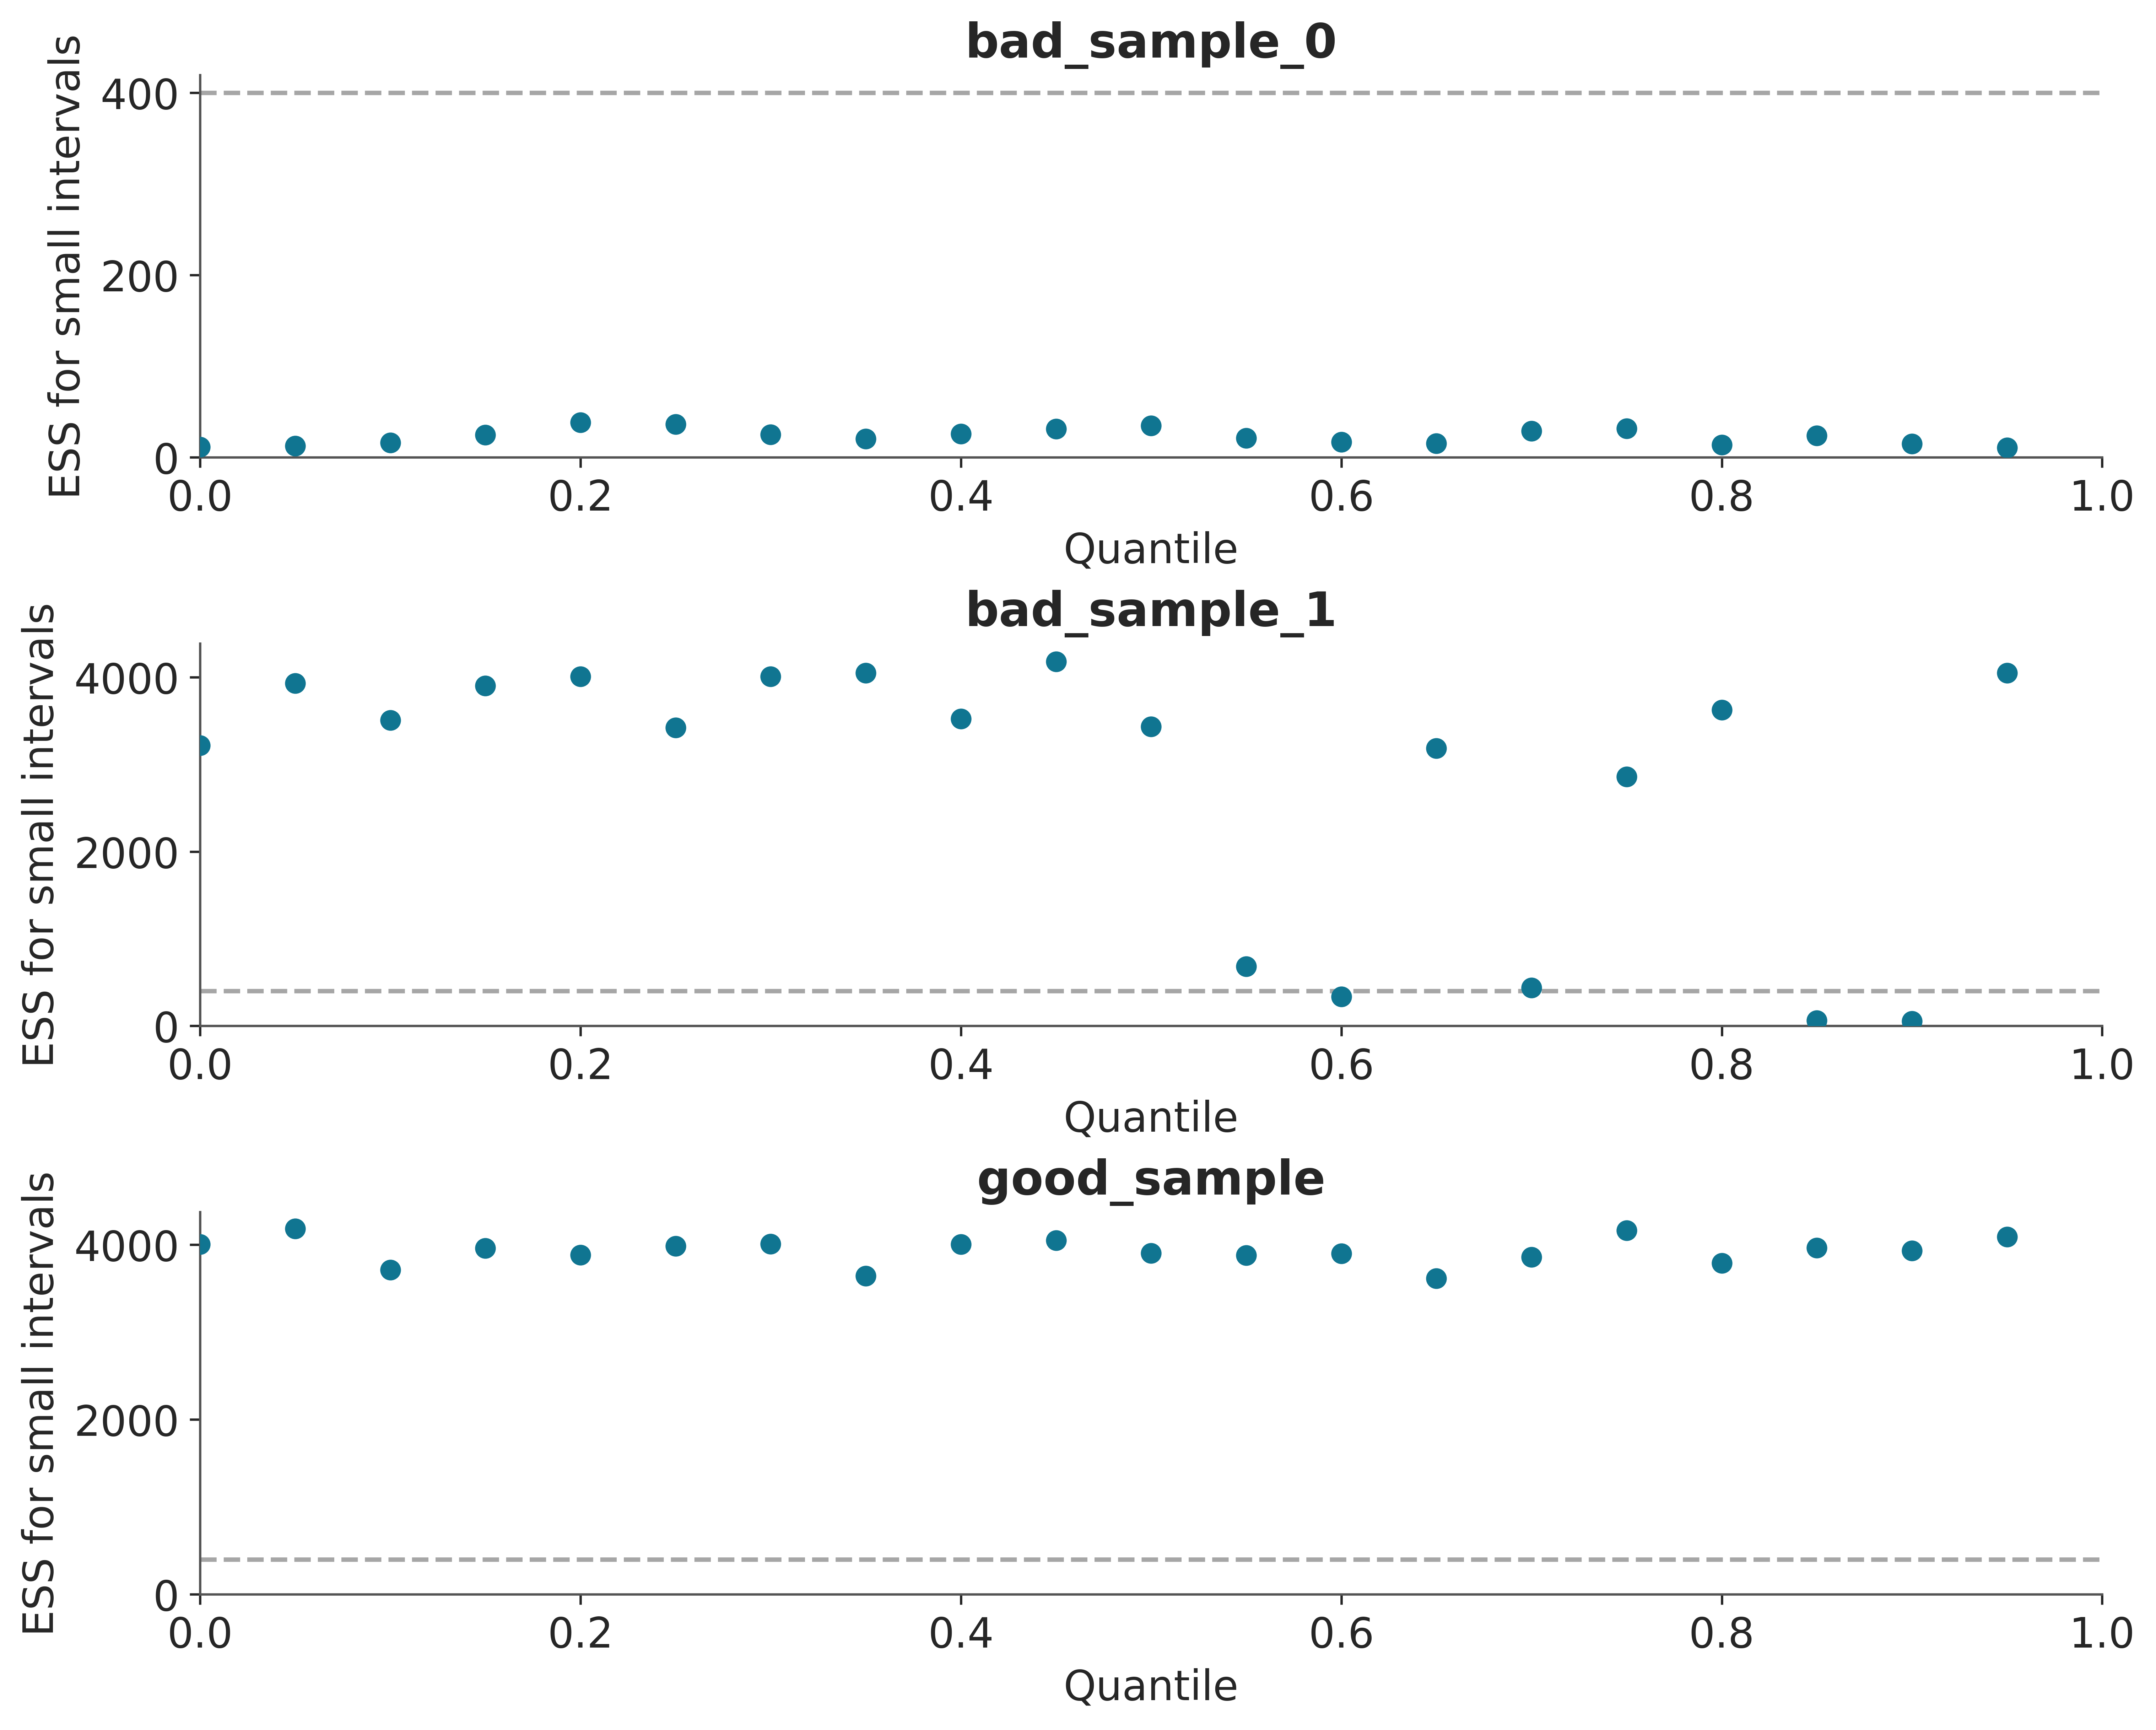 bad_sample_0
ESS for small intervals
400
200
0
0.0 0.2 0.4 0.6 0.8 1.0
Quantile
bad_sample_1
ESS for small intervals
4000
2000
0
0.0 0.2 0.4 0.6 0.8 1.0
Quantile
good_sample
ESS for small intervals
4000
2000
0
0.0 0.2 0.4 0.6 0.8 1.0
Quantile